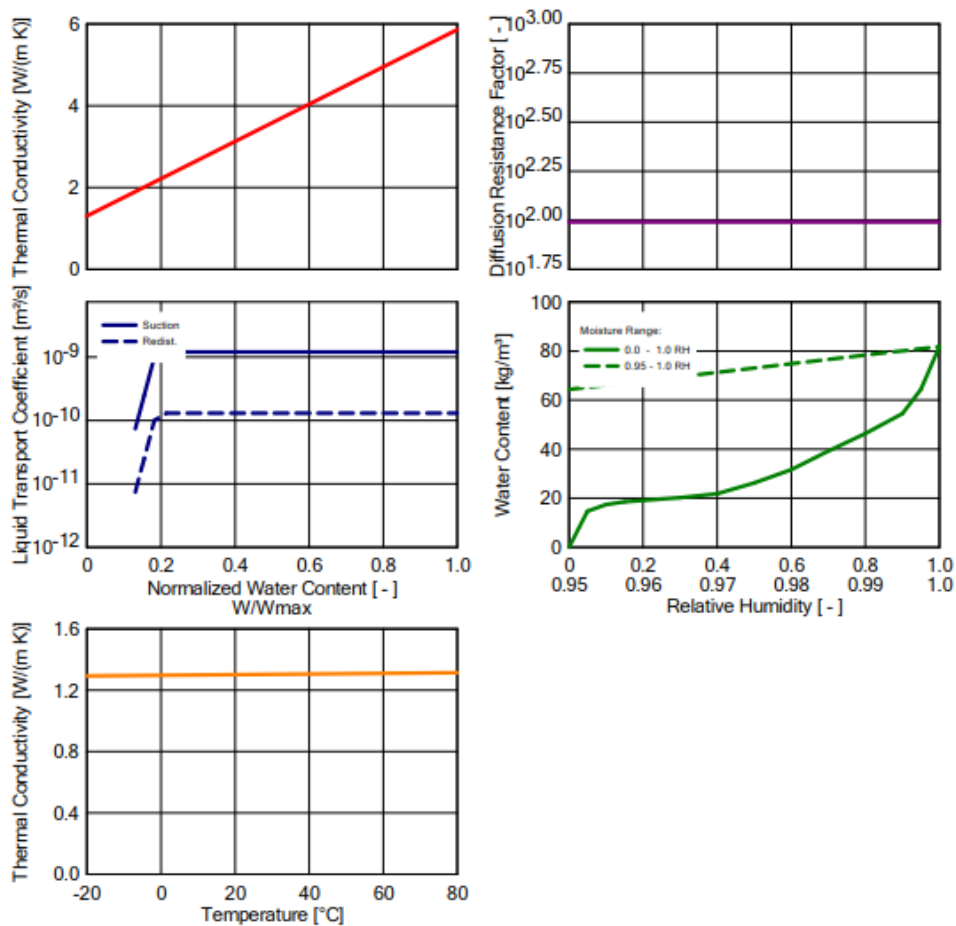 Thermal Conductivity [W/(m K)]
6
4
2
0
Diffusion Resistance Factor [ - ]
10^3.00
10^2.75
10^2.50
10^2.25
10^2.00
10^1.75
Liquid Transport Coefficient [m²/s]
10^-9
10^-10
10^-11
10^-12
Suction
Redist.
0 0.2 0.4 0.6 0.8 1.0
Normalized Water Content [ - ]
W/Wmax
Water Content [kg/m³]
100
80
60
40
20
0
Moisture Range:
0.0 - 1.0 RH
0.95 - 1.0 RH
0 0.2 0.4 0.6 0.8 1.0
0.95 0.96 0.97 0.98 0.99 1.0
Relative Humidity [ - ]
Thermal Conductivity [W/(m K)]
1.6
1.2
0.8
0.4
0.0
-20 0 20 40 60 80
Temperature [°C]